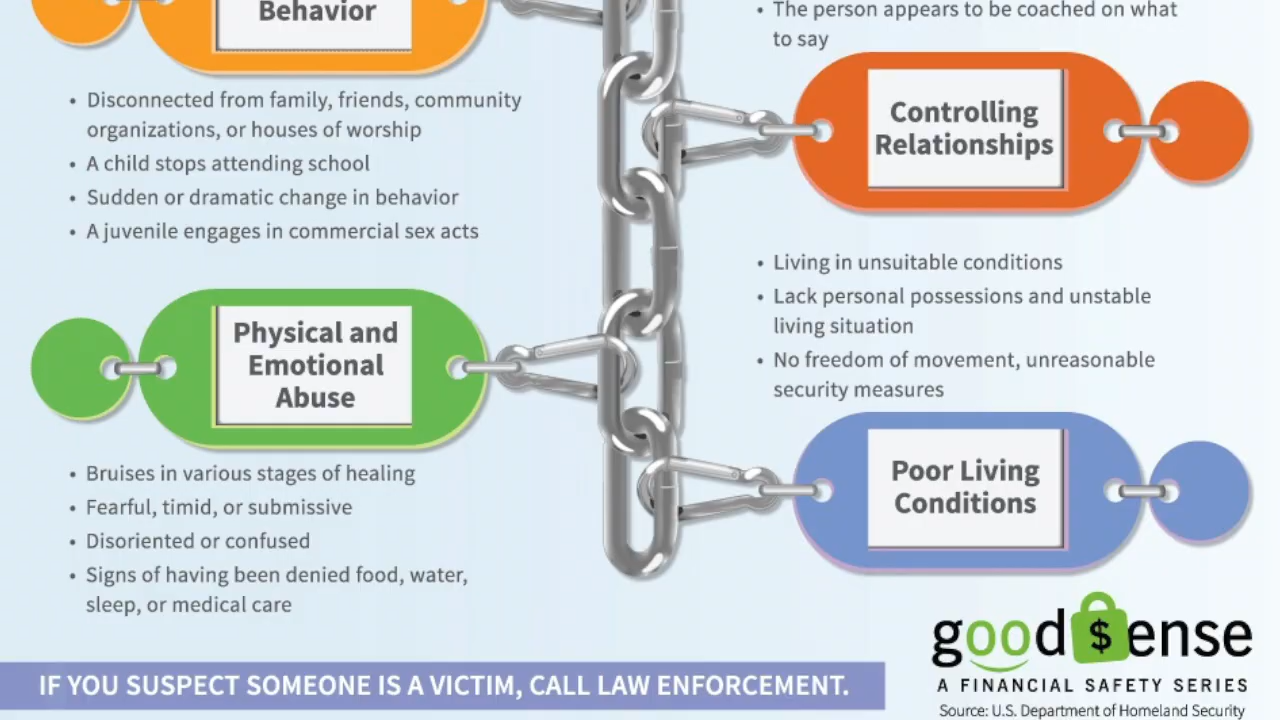 Behavior
• Disconnected from family, friends, community
organizations, or houses of worship
• A child stops attending school
• Sudden or dramatic change in behavior
• A juvenile engages in commercial sex acts
Physical and
Emotional
Abuse
• Bruises in various stages of healing
• Fearful, timid, or submissive
• Disoriented or confused
• Signs of having been denied food, water,
sleep, or medical care
• The person appears to be coached on what
to say
Controlling
Relationships
• Living in unsuitable conditions
• Lack personal possessions and unstable
living situation
• No freedom of movement, unreasonable
security measures
Poor Living
Conditions
IF YOU SUSPECT SOMEONE IS A VICTIM, CALL LAW ENFORCEMENT.
good $ense
A FINANCIAL SAFETY SERIES
Source: U.S. Department of Homeland Security